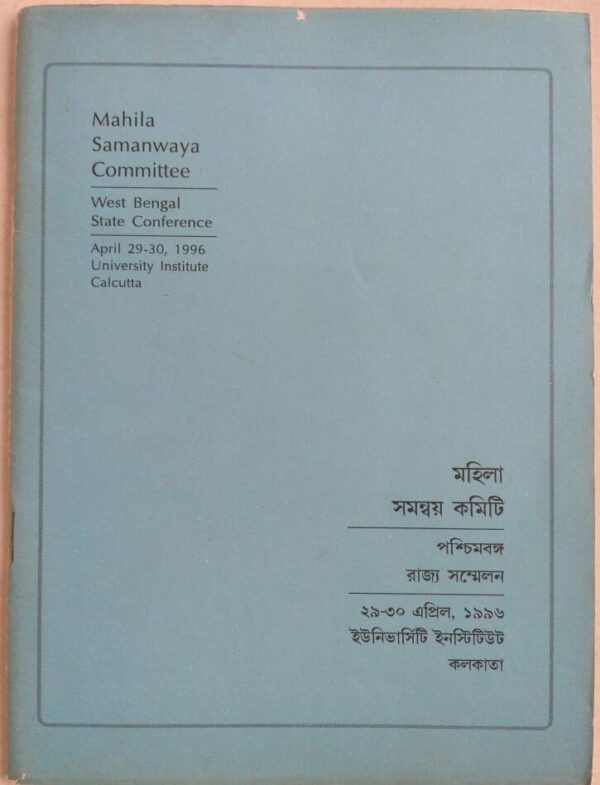 Mahila
Samanwaya
Committee
West Bengal
State Conference
April 29-30, 1996
University Institute
Calcutta
মহিলা
সমন্বয় কমিটি
পশ্চিমবঙ্গ
রাজ্য সম্মেলন
২৯-৩০ এপ্রিল, ১৯৯৬
ইউনিভার্সিটি ইনস্টিটিউট
কলকাতা